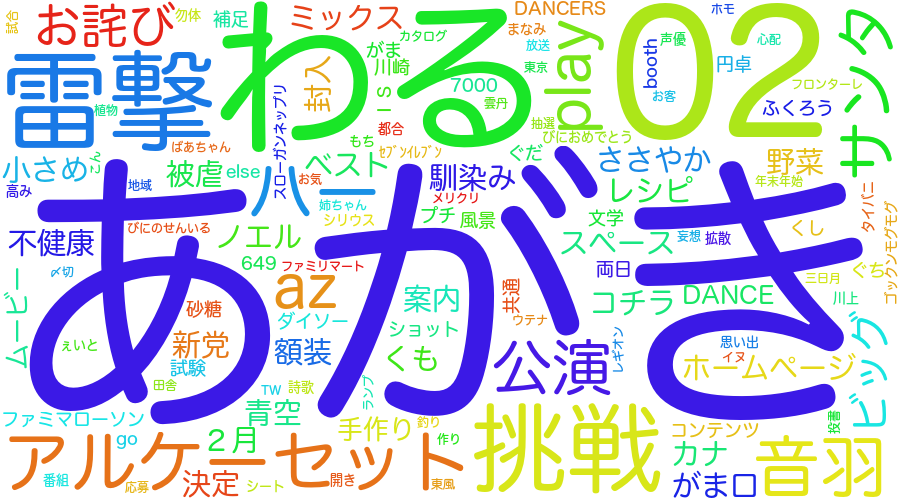 お詫び
勿体
補足
ミックス
DANCERS
ホモ
サンタ
試合
まなみ
声優
心配
雷撃
わる
がま
カタログ
放送
play
02
booth
川崎
東京
円卓
フロンターレ
7000
封入
IsI
雲丹
お客
植物
スローガンネッブリ
都合
抽選
ふくろう
ばあちゃん
もち
ｾﾌﾞﾝｲﾚﾌﾞﾝ
ぐだ
びにおめでとう
小さめ
さん
被虐
else
ベスト
ささやか
野菜
高み
地域
ハー
お気
馴染み
レシピ
年末年始
姉ちゃん
メリクリ
プチ
風景
文学
シリウス
びにのせんいる
あがき
不健康
ノエル
スペース
妄想
拡散
くし
タイパニ
ゴックンモグモグ
649
ファミリマート
両日
ぐち
〆切
az
案内
共通
コチラ
DANCE
三日月
川上
ムービー
砂糖
ダイソー
ショット
ウテナ
レギオン
思い出
イヌ
ビッグ
えいと
新党
額装
くも
公演
ホームページ
試験
田舎
TW
詩歌
ランプ
ファミマローソン
青空
手作り
釣り
挑戦
コンテンツ
投書
go
2月
作り
アルケーセット
カナ
音羽
番組
応募
決定
シート
開き
東風
がま口